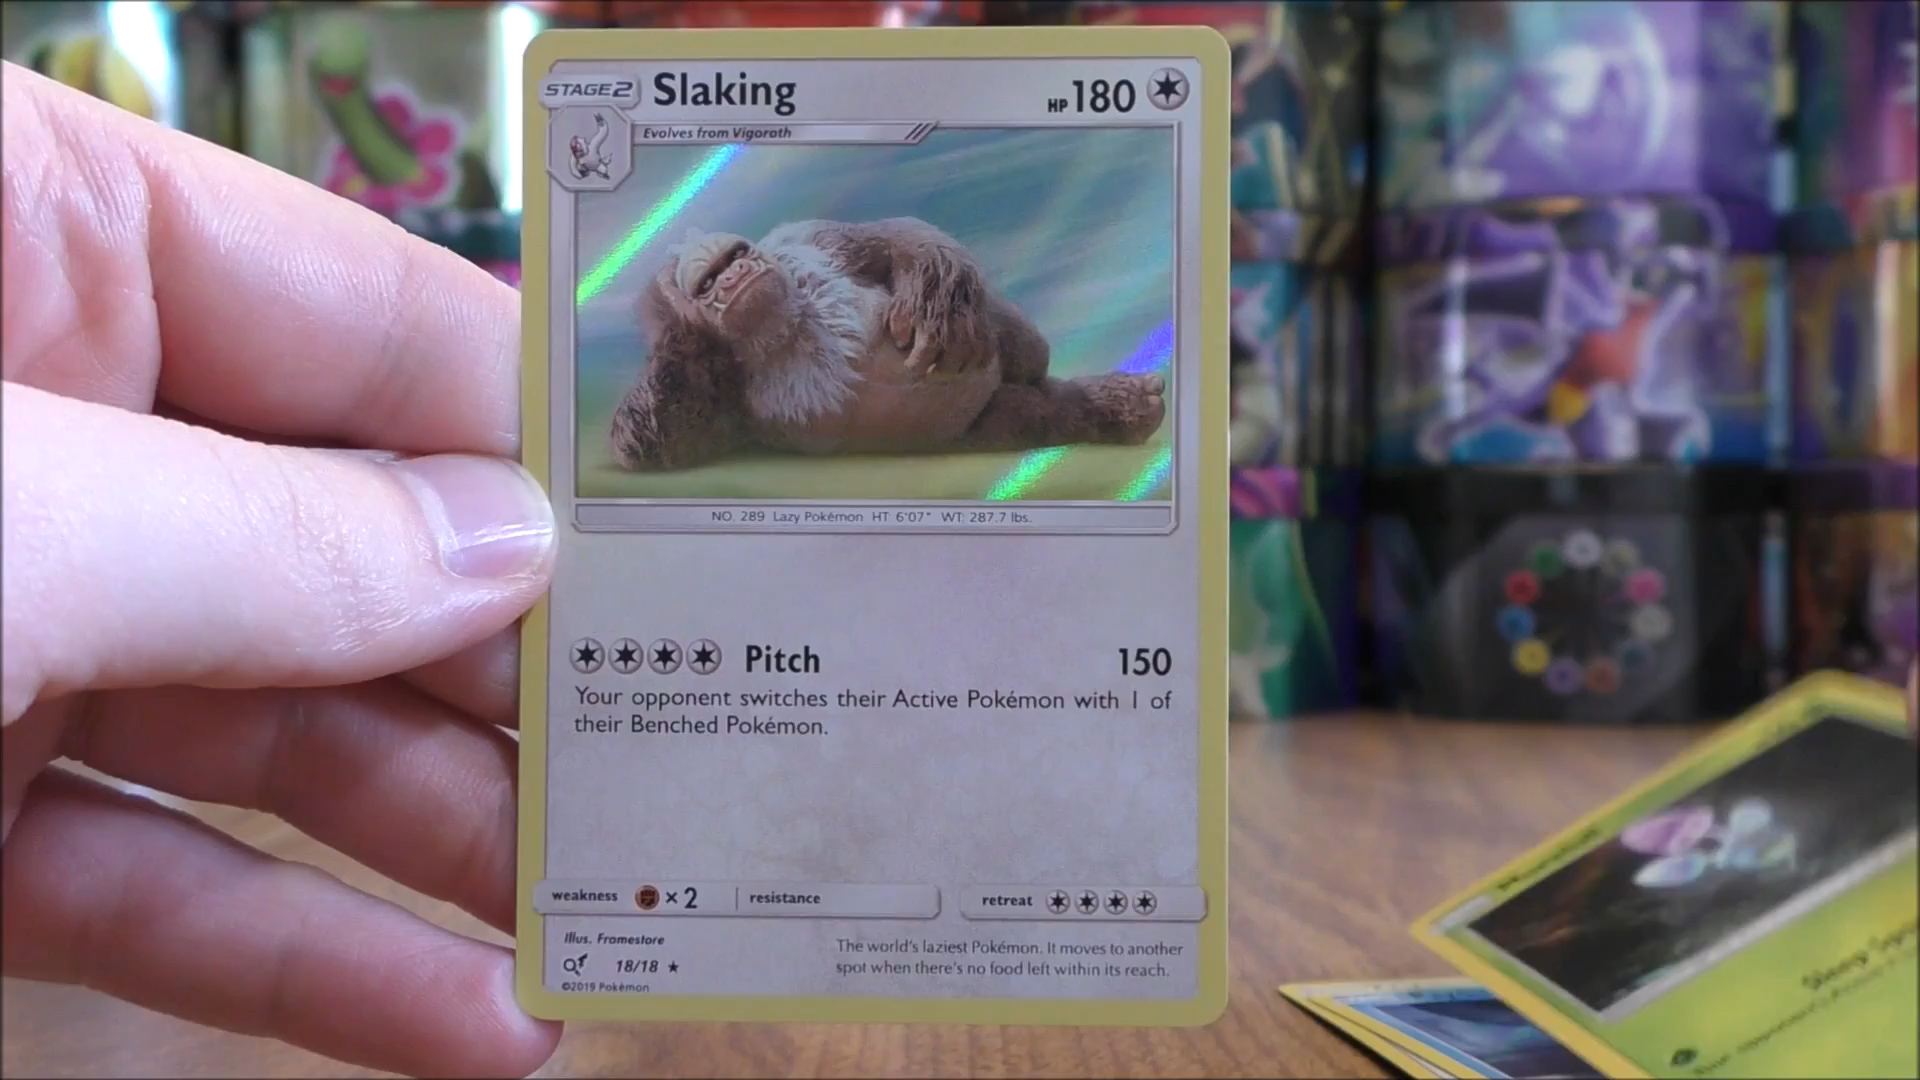 STAGE2 Slaking HP 180
Evolves from Vigoroth
NO. 289 Lazy Pokémon HT: 6'07" WT: 287.7 lbs.
Pitch 150
Your opponent switches their Active Pokémon with 1 of
their Benched Pokémon.
weakness ×2 resistance retreat
Illus. Framestore
18/18
©2019 Pokémon
The world's laziest Pokémon. It moves to another
spot when there's no food left within its reach.
Sleep